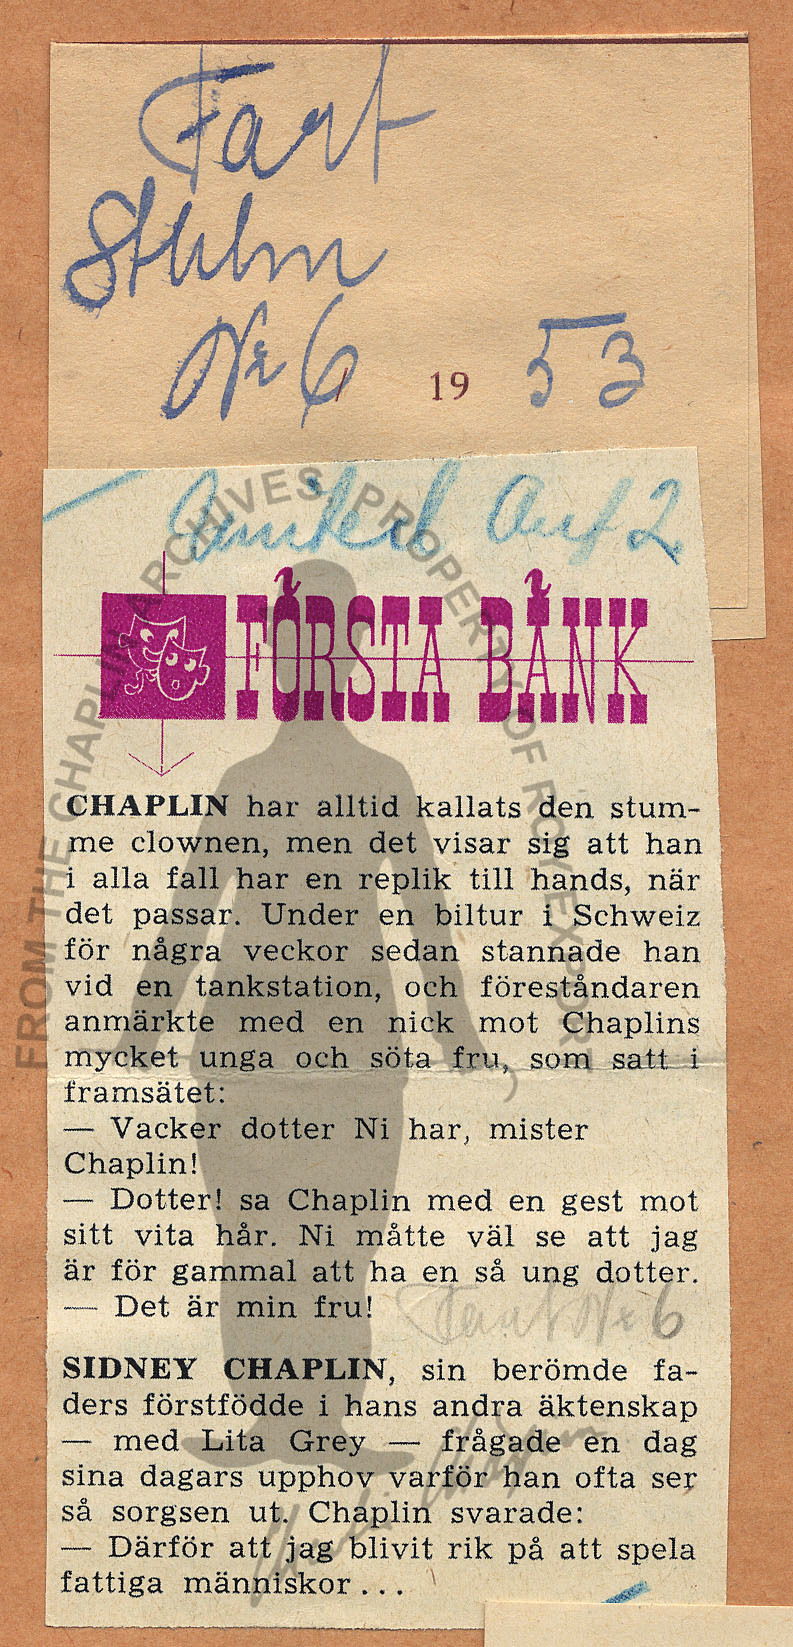 Fart
Sthlm
Nr 6 1953
United Art 2
FÖRSTA BÅNK
CHAPLIN har alltid kallats den stum-
me clownen, men det visar sig att han
i alla fall har en replik till hands, när
det passar. Under en biltur i Schweiz
för några veckor sedan stannade han
vid en tankstation, och föreståndaren
anmärkte med en nick mot Chaplins
mycket unga och söta fru, som satt i
framsätet:
— Vacker dotter Ni har, mister
Chaplin!
— Dotter! sa Chaplin med en gest mot
sitt vita hår. Ni måtte väl se att jag
är för gammal att ha en så ung dotter.
— Det är min fru!
Fart Nr 6
SIDNEY CHAPLIN, sin berömde fa-
ders förstfödde i hans andra äktenskap
— med Lita Grey — frågade en dag
sina dagars upphov varför han ofta ser
så sorgsen ut. Chaplin svarade:
— Därför att jag blivit rik på att spela
fattiga människor...
FROM THE CHAPLIN ARCHIVES, PROPERTY OF ROY EXPORT